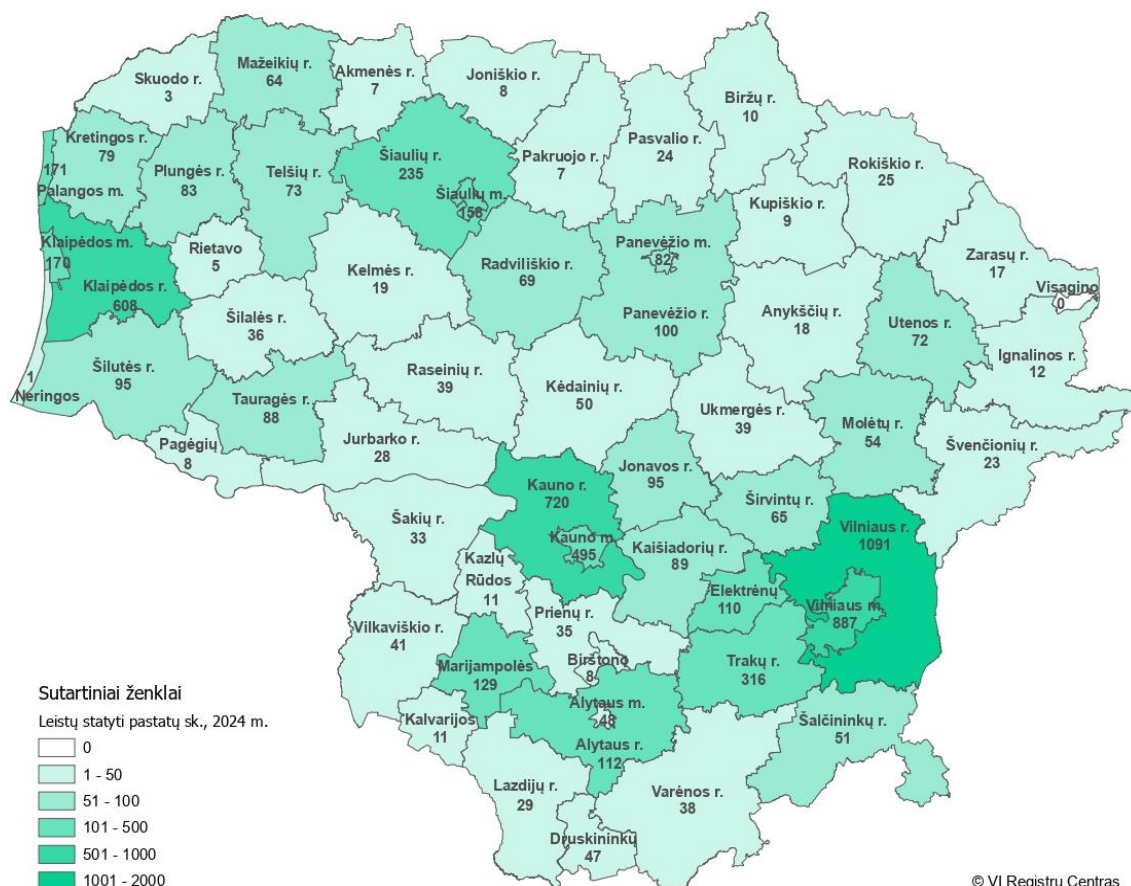 Skuodo r.
3
Mažeikių r.
64
Akmenės r.
7
Joniškio r.
8
Biržų r.
10
Pasvalio r.
24
Pakruojo r.
7
Rokiškio r.
25
Kretingos r.
79
171
Palangos m.
Plungės r.
83
Telšių r.
73
Šiaulių r.
235
Šiaulių m.
158
Kupiškio r.
9
Zarasų r.
17
Visagino
0
Klaipėdos m.
170
Klaipėdos r.
608
Rietavo
5
Kelmės r.
19
Radviliškio r.
69
Panevėžio m.
82
Panevėžio r.
100
Anykščių r.
18
Utenos r.
72
Ignalinos r.
12
Šilalės r.
36
1
Neringos
Šilutės r.
95
Tauragės r.
88
Raseinių r.
39
Kėdainių r.
50
Ukmergės r.
39
Molėtų r.
54
Švenčionių r.
23
Pagėgių
8
Jurbarko r.
28
Jonavos r.
95
Širvintų r.
65
Kauno r.
720
Kauno m.
495
Šakių r.
33
Kazlų
Rūdos
11
Kaišiadorių r.
89
Elektrėnų
110
Vilniaus r.
1091
Vilniaus m.
887
Vilkaviškio r.
41
Prienų r.
35
Birštono
8
Marijampolės
129
Trakų r.
316
Kalvarijos
11
Alytaus m.
48
Alytaus r.
112
Šalčininkų r.
51
Lazdijų r.
29
Varėnos r.
38
Druskininkų
47
Sutartiniai ženklai
Leistų statyti pastatų sk., 2024 m.
0
1 - 50
51 - 100
101 - 500
501 - 1000
1001 - 2000
© VĮ Registrų Centras